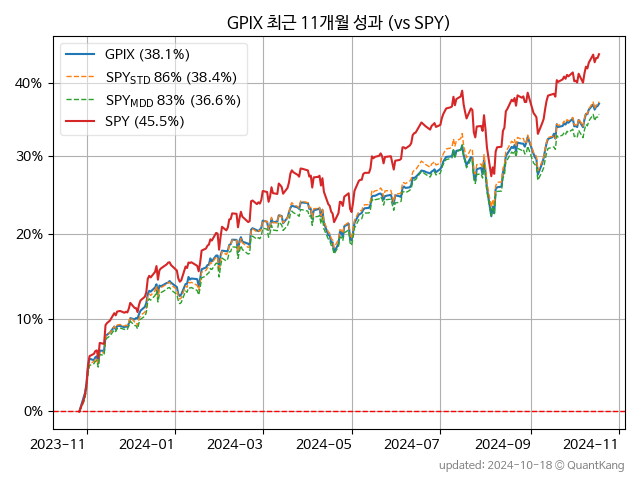 GPIX 최근 11개월 성과 (vs SPY)
GPIX (38.1%)
SPY_STD 86% (38.4%)
SPY_MDD 83% (36.6%)
SPY (45.5%)
40%
30%
20%
10%
0%
2023-11 2024-01 2024-03 2024-05 2024-07 2024-09 2024-11
updated: 2024-10-18 © QuantKang